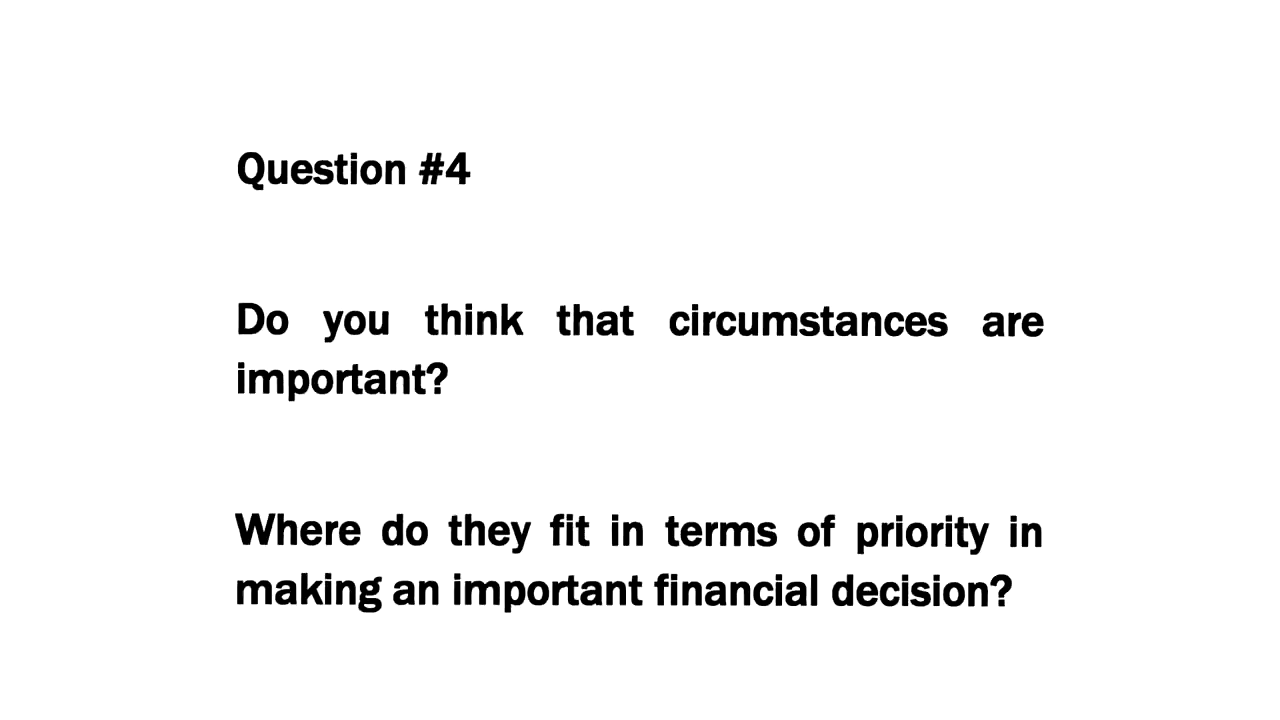 Question #4
Do you think that circumstances are
important?
Where do they fit in terms of priority in
making an important financial decision?